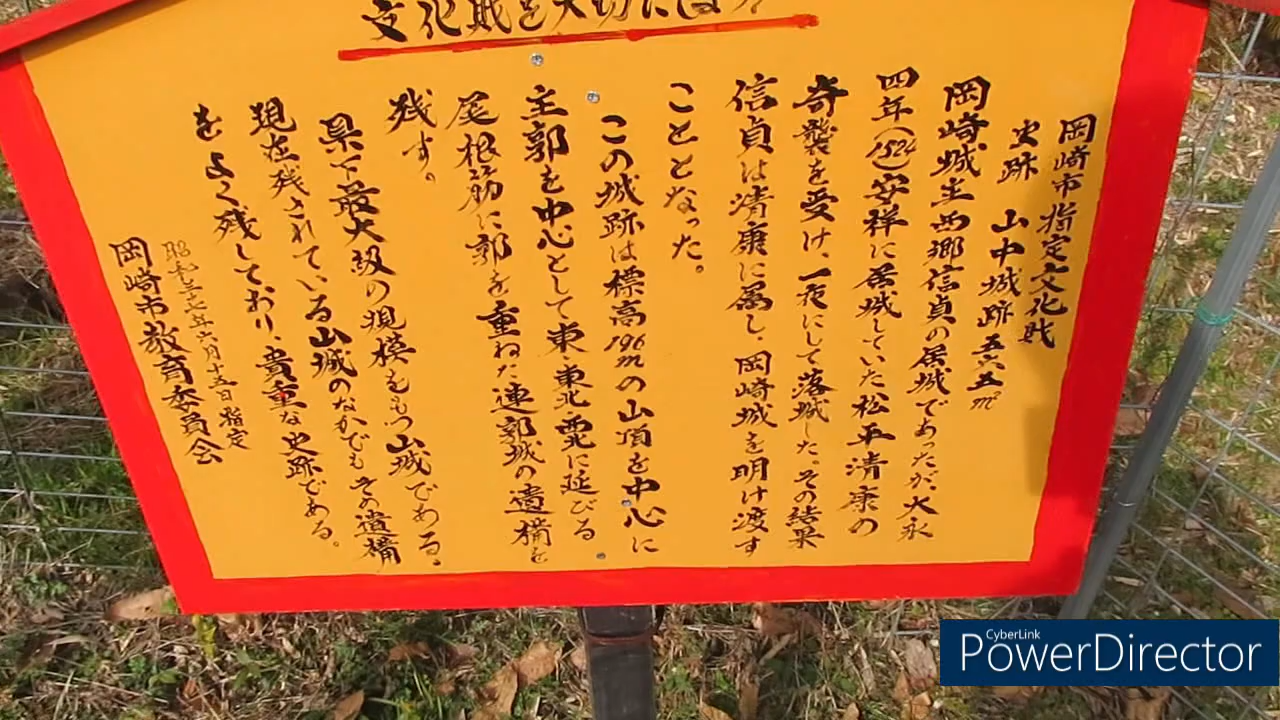 文化財を大切に
岡崎市指定文化財
史跡 山中城跡 五六五㎡
岡崎城主西郷信貞の居城であったが、大永
四年(1524)安祥に居城していた松平清康の
奇襲を受け、一夜にして落城した。その結果
信貞は清康に属し、岡崎城を明け渡す
こととなった。
この城跡は標高196mの山頂を中心に
主郭を中心として東・東北・西北に延びる
尾根筋に郭を重ねた連郭城の遺構を
残す。
県下最大級の規模をもつ山城である。
現在残されている山城のなかでもその遺構
をよく残しており、貴重な史跡である。
六月十五日 指定
岡崎市教育委員会
CyberLink
PowerDirector